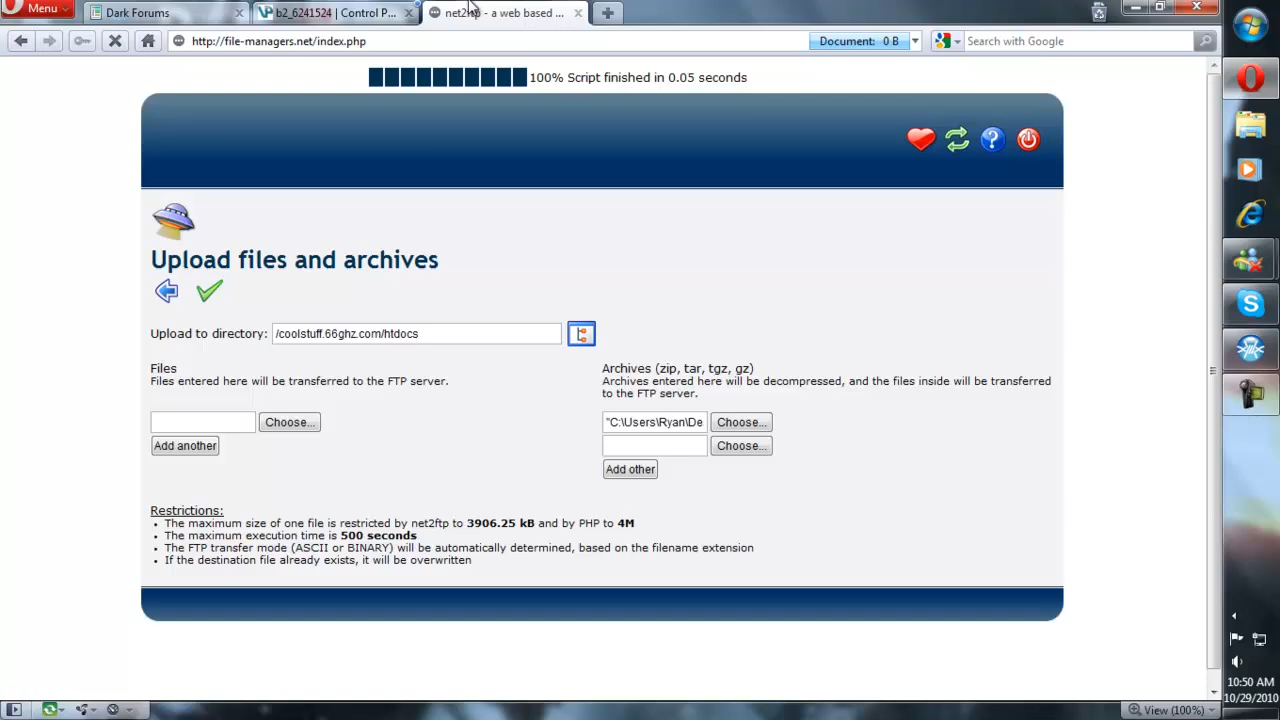 Menu
Dark Forums
b2_6241524 | Control P...
net2ftp - a web based ...
http://file-managers.net/index.php
Document: 0 B
Search with Google
100% Script finished in 0.05 seconds
Upload files and archives
Upload to directory: /coolstuff.66ghz.com/htdocs
Files
Files entered here will be transferred to the FTP server.
Choose...
Add another
Archives (zip, tar, tgz, gz)
Archives entered here will be decompressed, and the files inside will be transferred
to the FTP server.
"C:\Users\Ryan\De Choose...
Choose...
Add other
Restrictions:
• The maximum size of one file is restricted by net2ftp to 3906.25 kB and by PHP to 4M
• The maximum execution time is 500 seconds
• The FTP transfer mode (ASCII or BINARY) will be automatically determined, based on the filename extension
• If the destination file already exists, it will be overwritten
10:50 AM
10/29/2010
View (100%)